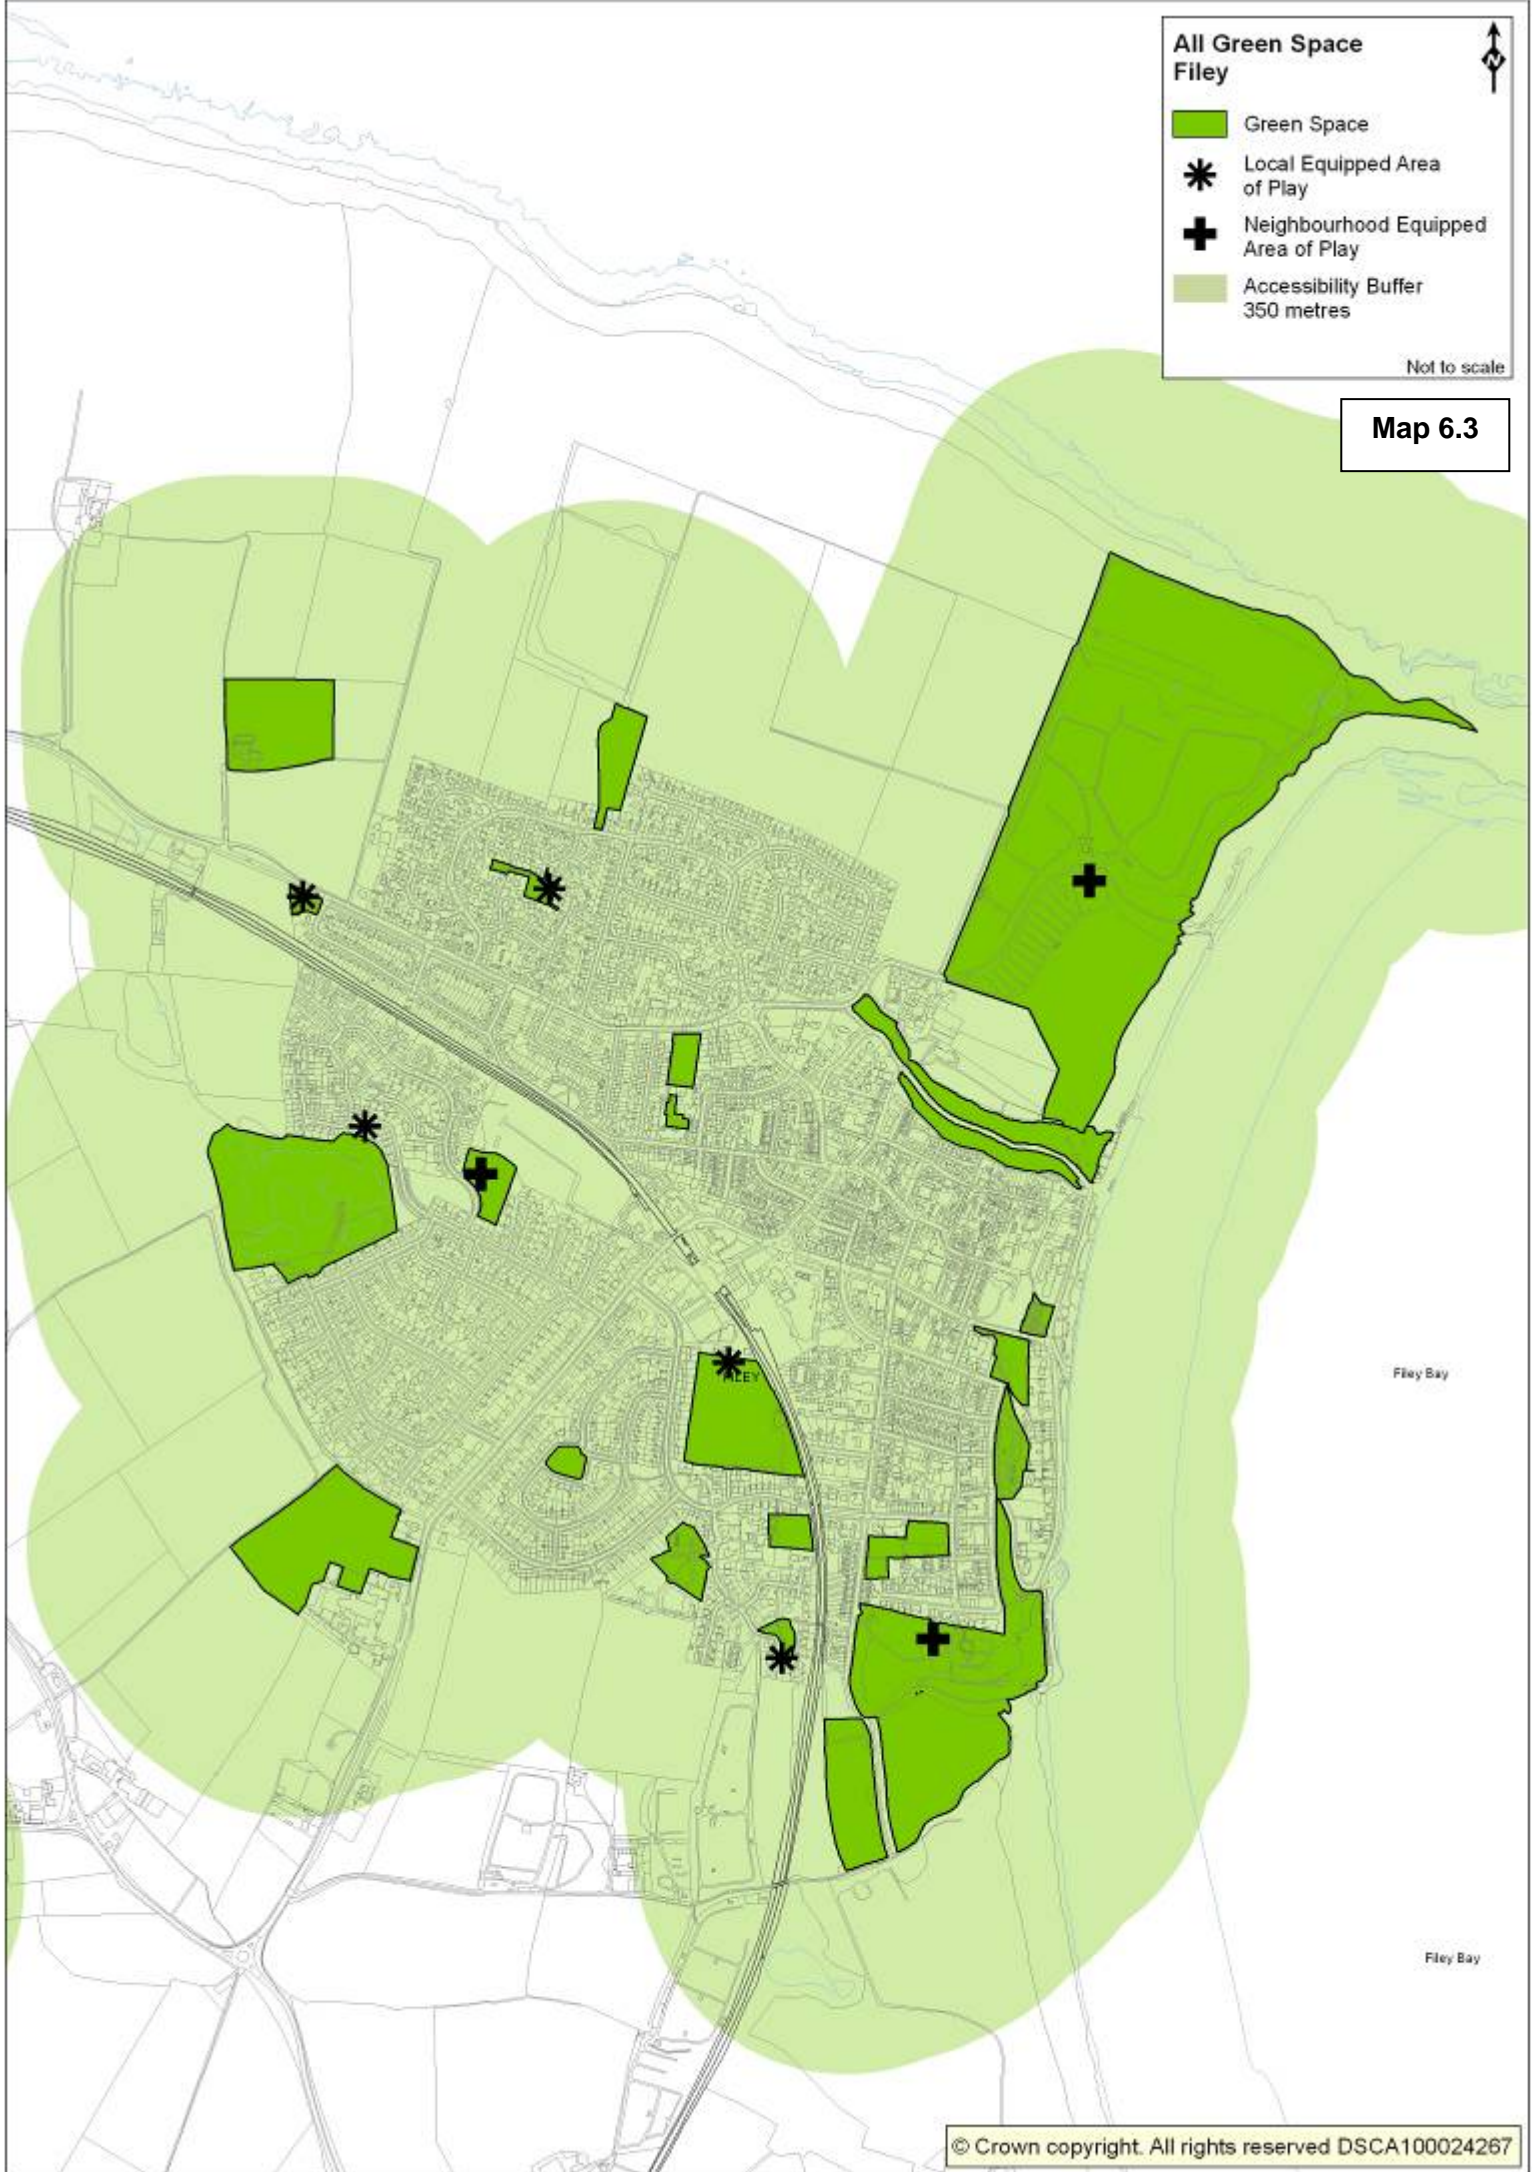 All Green Space
Filey
N
Green Space
Local Equipped Area
of Play
Neighbourhood Equipped
Area of Play
Accessibility Buffer
350 metres
Not to scale
Map 6.3
FILEY
Filey Bay
Filey Bay
© Crown copyright. All rights reserved DSCA100024267